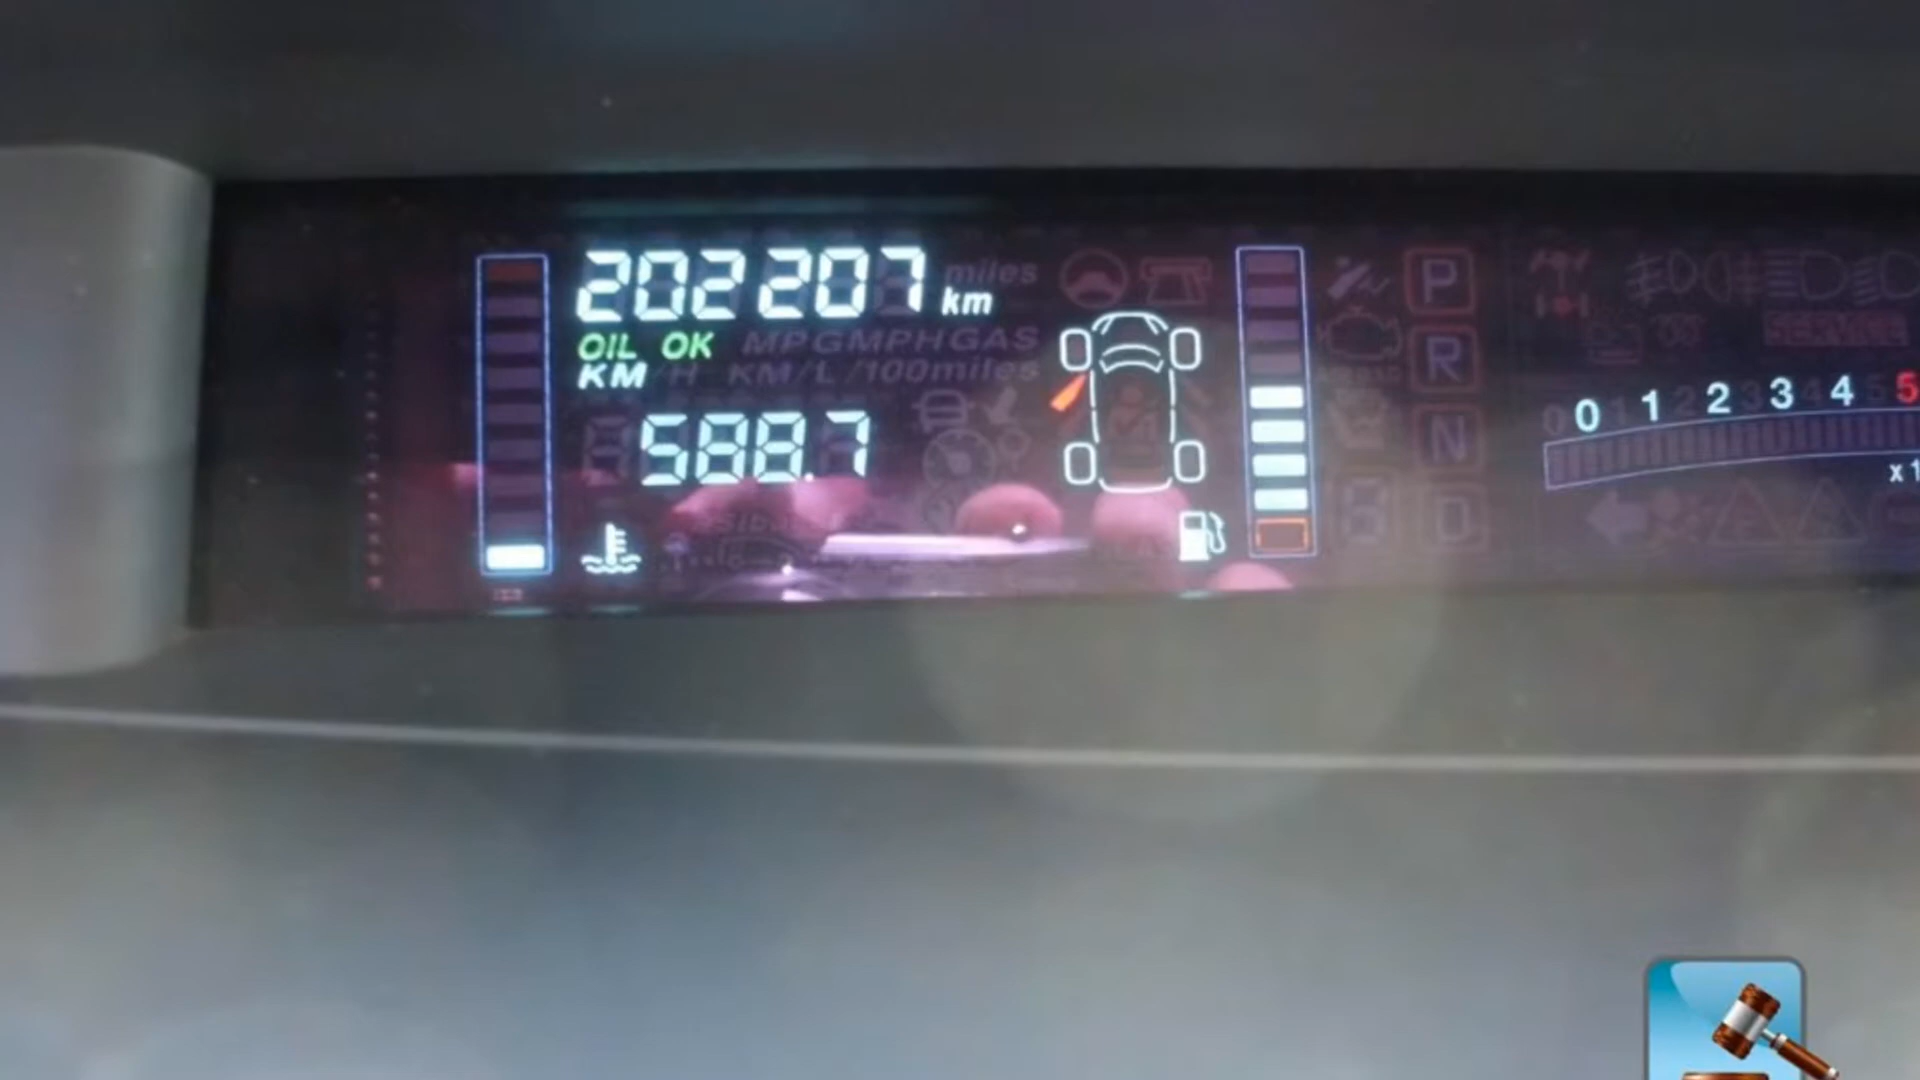 202207 km
miles
OIL OK MPGMPHGAS
KM/H KM/L /100miles
588.7
P
R
N
D
0 1 2 3 4 5
x1